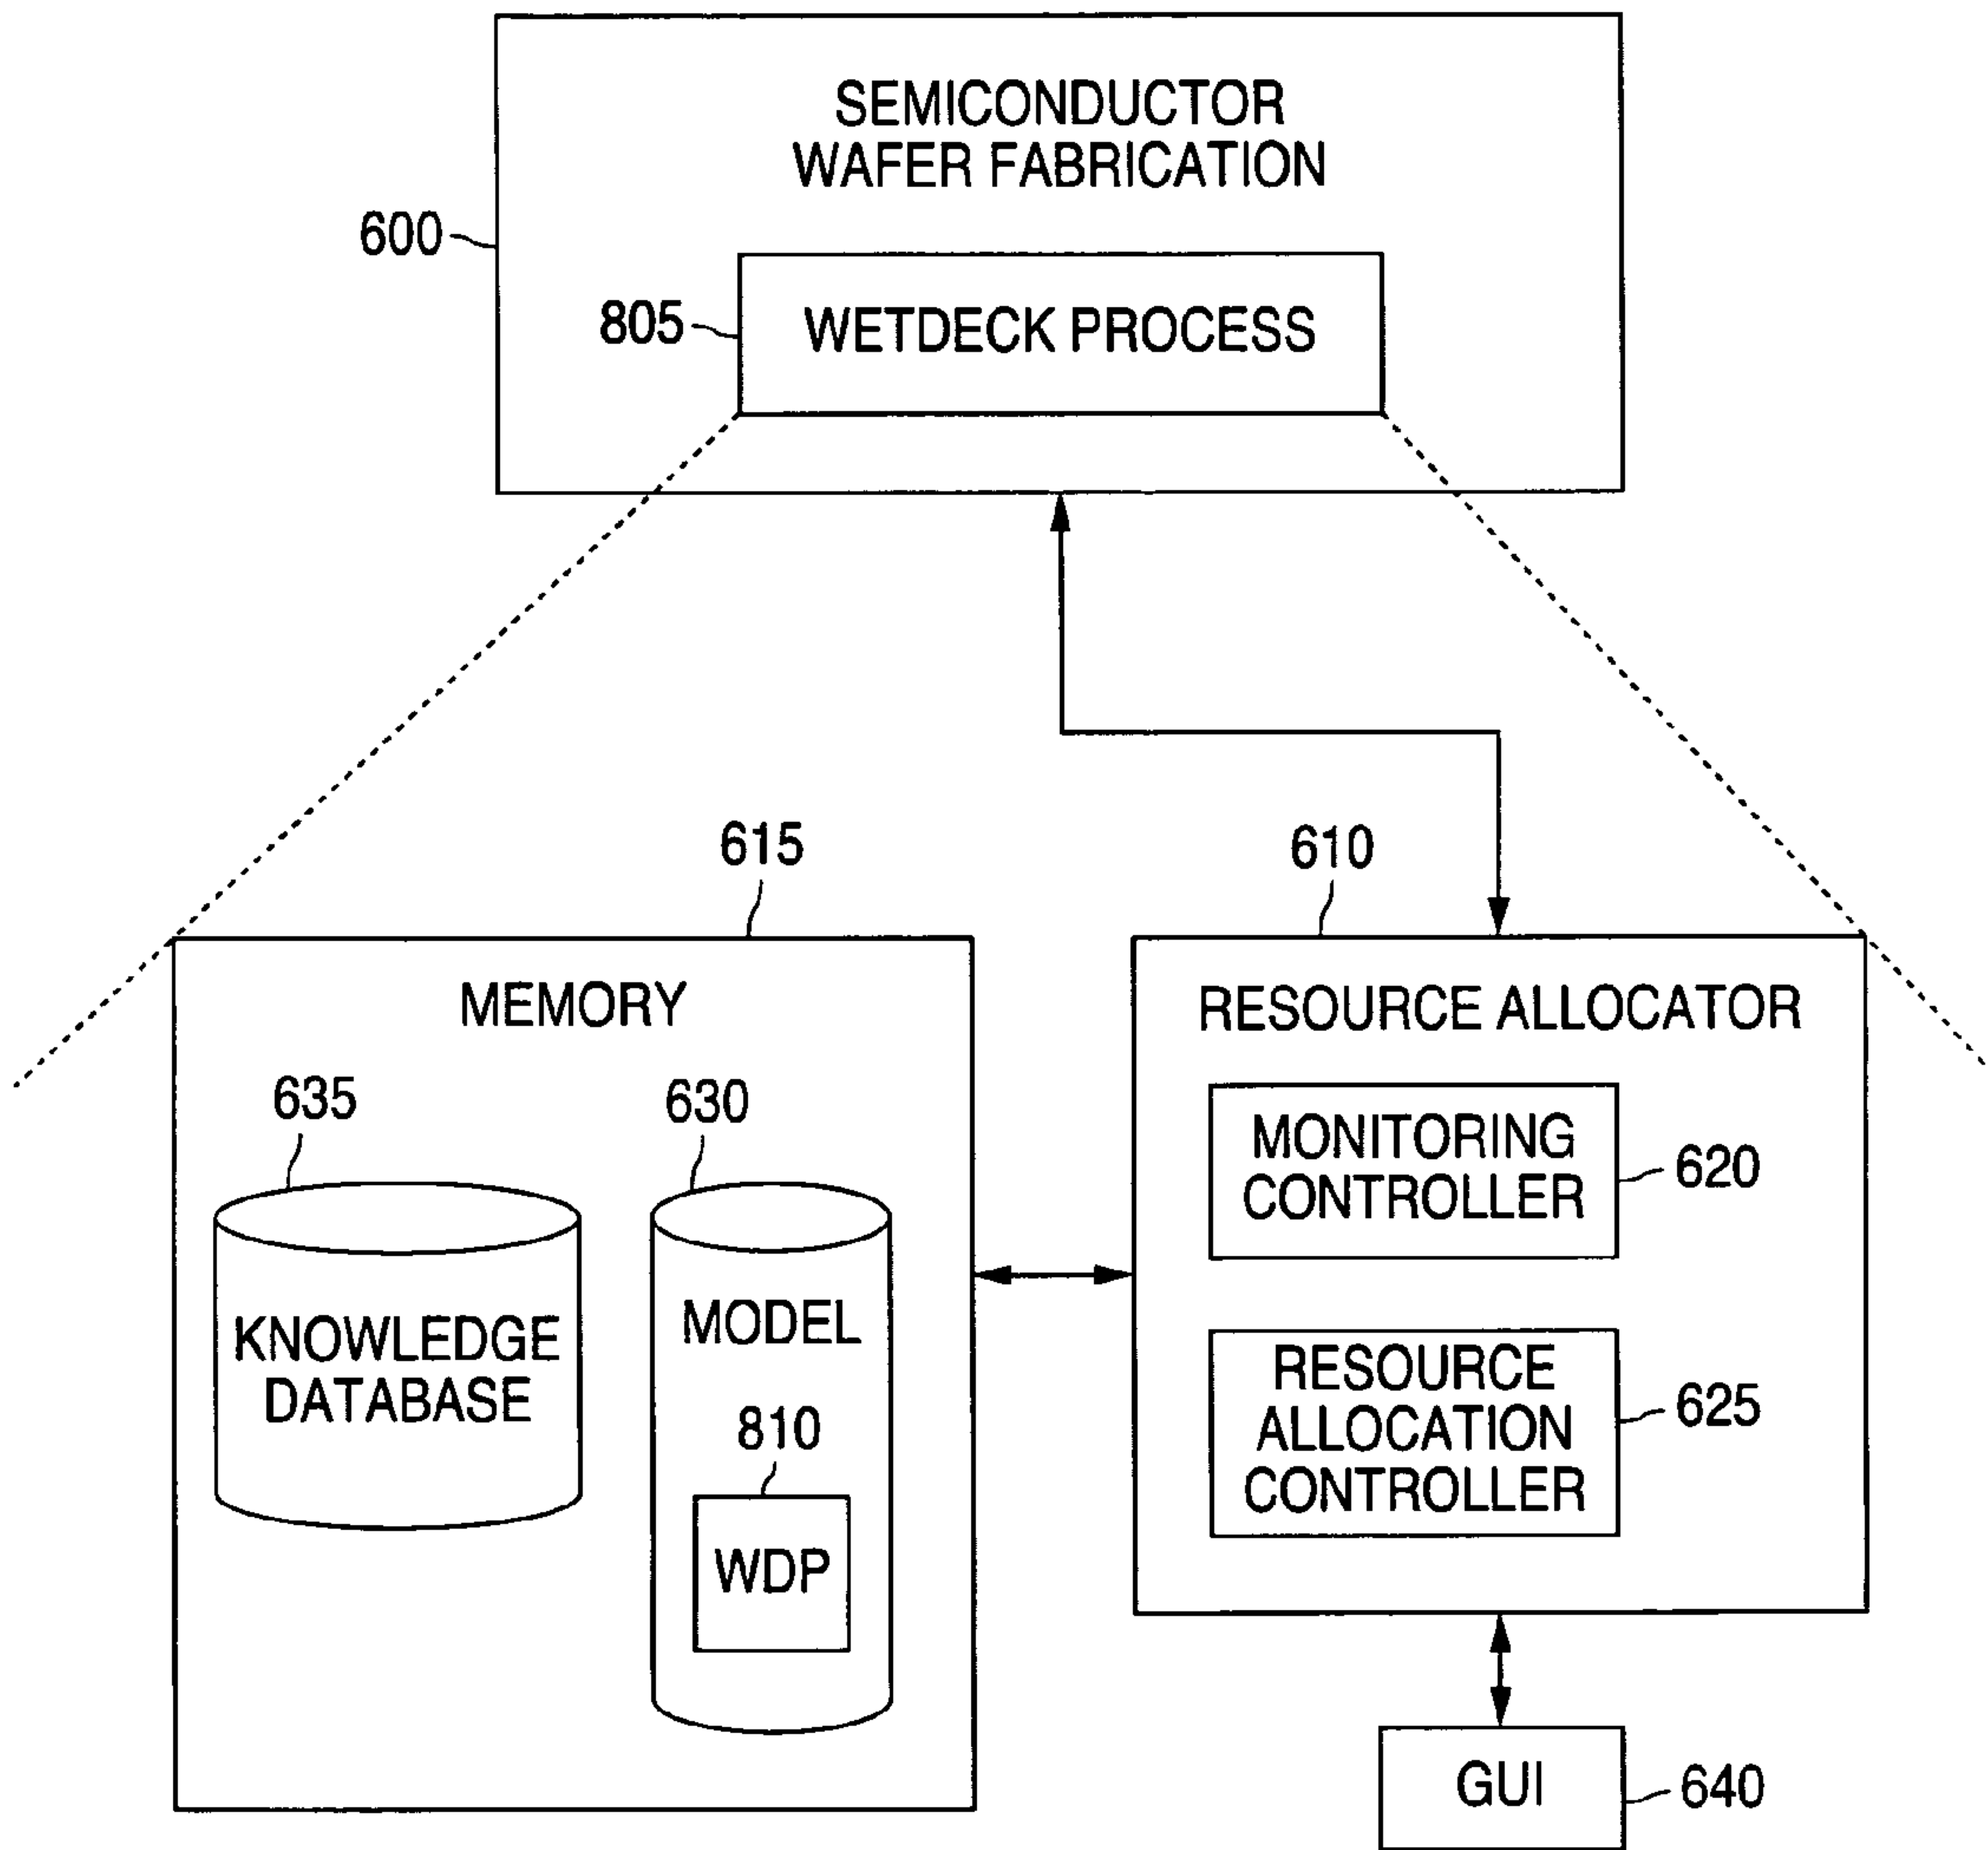 SEMICONDUCTOR
WAFER FABRICATION
600
805
WETDECK PROCESS
615
610
MEMORY
RESOURCE ALLOCATOR
635
630
MONITORING
CONTROLLER
620
KNOWLEDGE
DATABASE
MODEL
810
WDP
RESOURCE
ALLOCATION
CONTROLLER
625
GUI
640